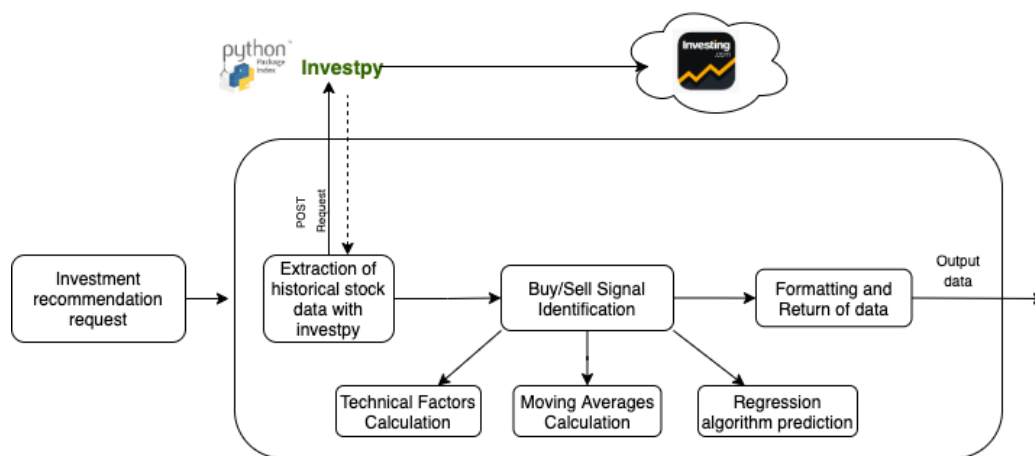 python
Package
Index
Investpy
Investing
.com
POST
Request
Investment
recommendation
request
Extraction of
historical stock
data with
investpy
Buy/Sell Signal
Identification
Formatting and
Return of data
Output
data
Technical Factors
Calculation
Moving Averages
Calculation
Regression
algorithm prediction